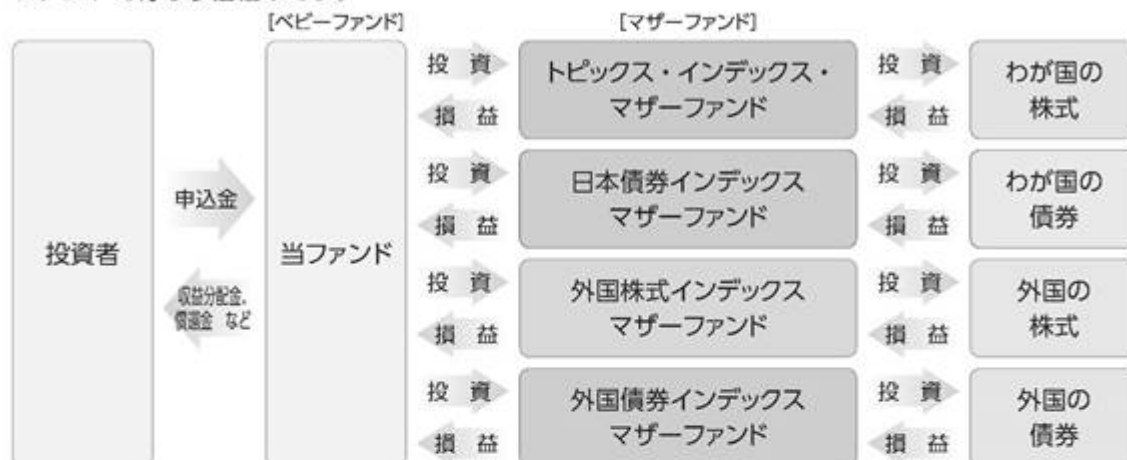 [ベビーファンド]
[マザーファンド]
投資者
申込金
収益分配金、
償還金 など
当ファンド
投 資
損 益
トピックス・インデックス・
マザーファンド
投 資
損 益
わが国の
株式
投 資
損 益
日本債券インデックス
マザーファンド
投 資
損 益
わが国の
債券
投 資
損 益
外国株式インデックス
マザーファンド
投 資
損 益
外国の
株式
投 資
損 益
外国債券インデックス
マザーファンド
投 資
損 益
外国の
債券